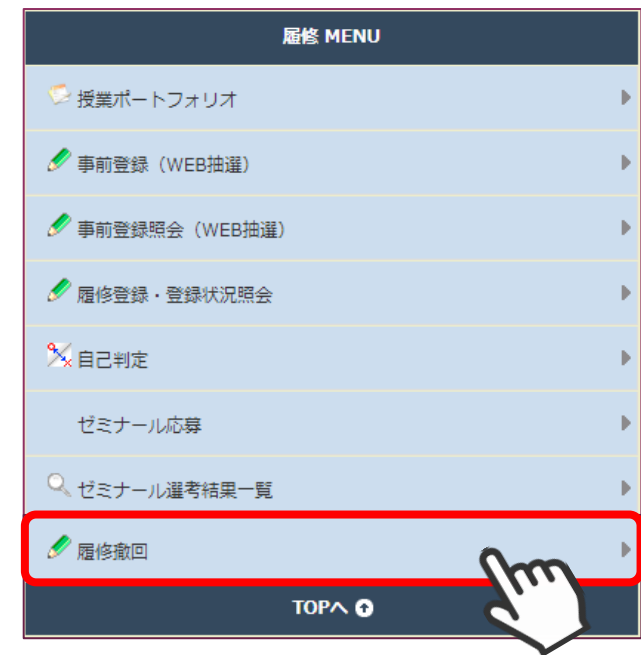 履修 MENU
授業ポートフォリオ
事前登録（WEB抽選）
事前登録照会（WEB抽選）
履修登録・登録状況照会
自己判定
ゼミナール応募
ゼミナール選考結果一覧
履修撤回
TOPへ